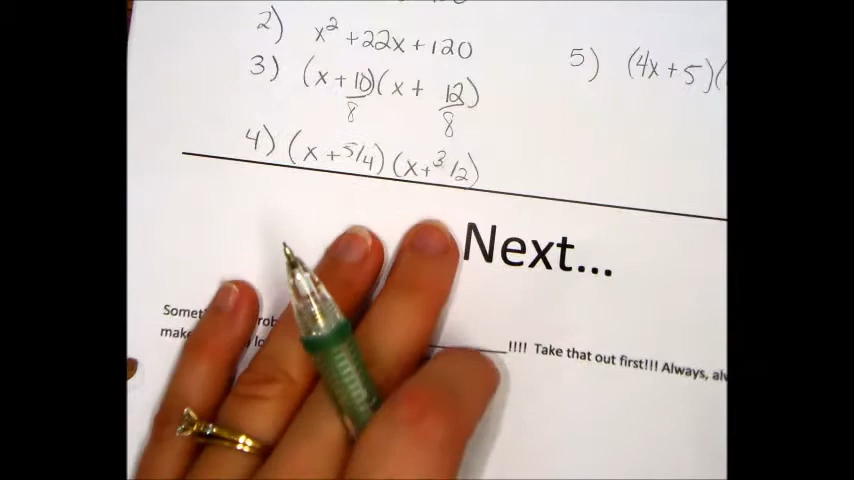 2) x² + 22x + 120
3) (x + 10/8)(x + 12/8)
4) (x + 5/4)(x + 3/2)
5) (4x + 5)(
Next...
!!!! Take that out first!!! Always,